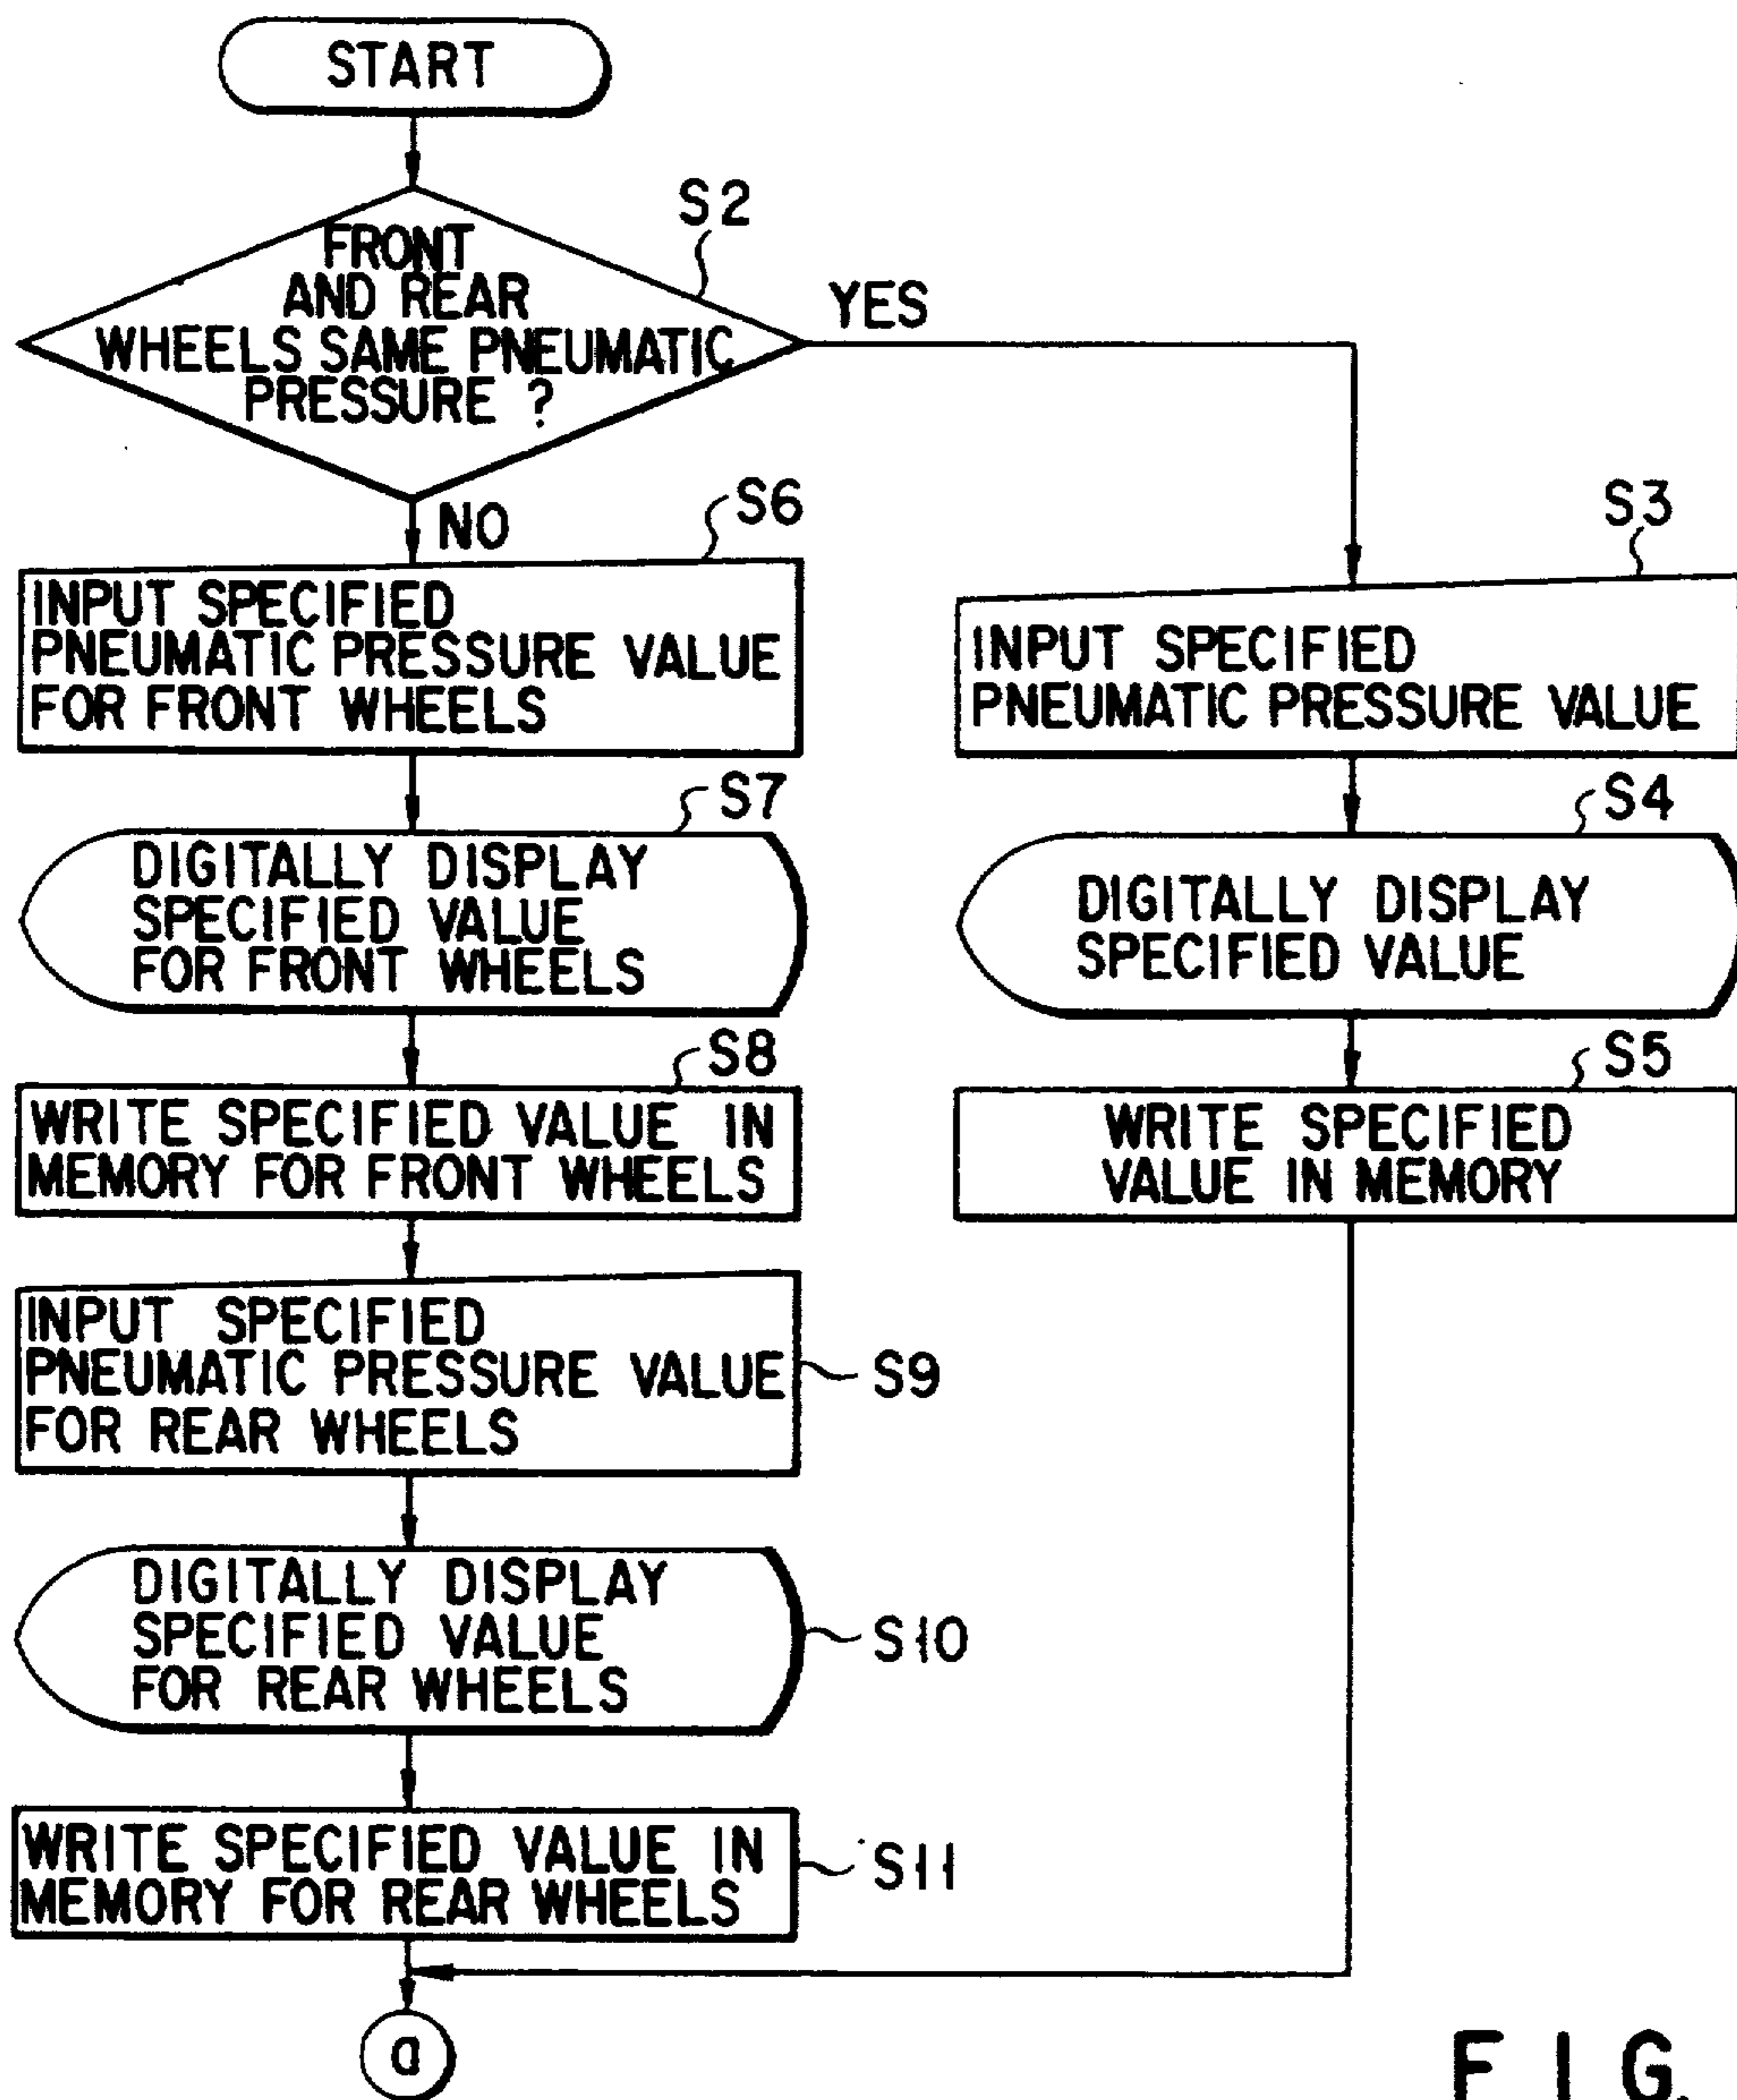 START
S2
FRONT
AND REAR
WHEELS SAME PNEUMATIC
PRESSURE ?
YES
NO
S6
INPUT SPECIFIED
PNEUMATIC PRESSURE VALUE
FOR FRONT WHEELS
S3
INPUT SPECIFIED
PNEUMATIC PRESSURE VALUE
S7
DIGITALLY DISPLAY
SPECIFIED VALUE
FOR FRONT WHEELS
S4
DIGITALLY DISPLAY
SPECIFIED VALUE
S8
WRITE SPECIFIED VALUE IN
MEMORY FOR FRONT WHEELS
S5
WRITE SPECIFIED
VALUE IN MEMORY
INPUT SPECIFIED
PNEUMATIC PRESSURE VALUE
FOR REAR WHEELS
S9
DIGITALLY DISPLAY
SPECIFIED VALUE
FOR REAR WHEELS
S10
WRITE SPECIFIED VALUE IN
MEMORY FOR REAR WHEELS
S11
a
FIG.